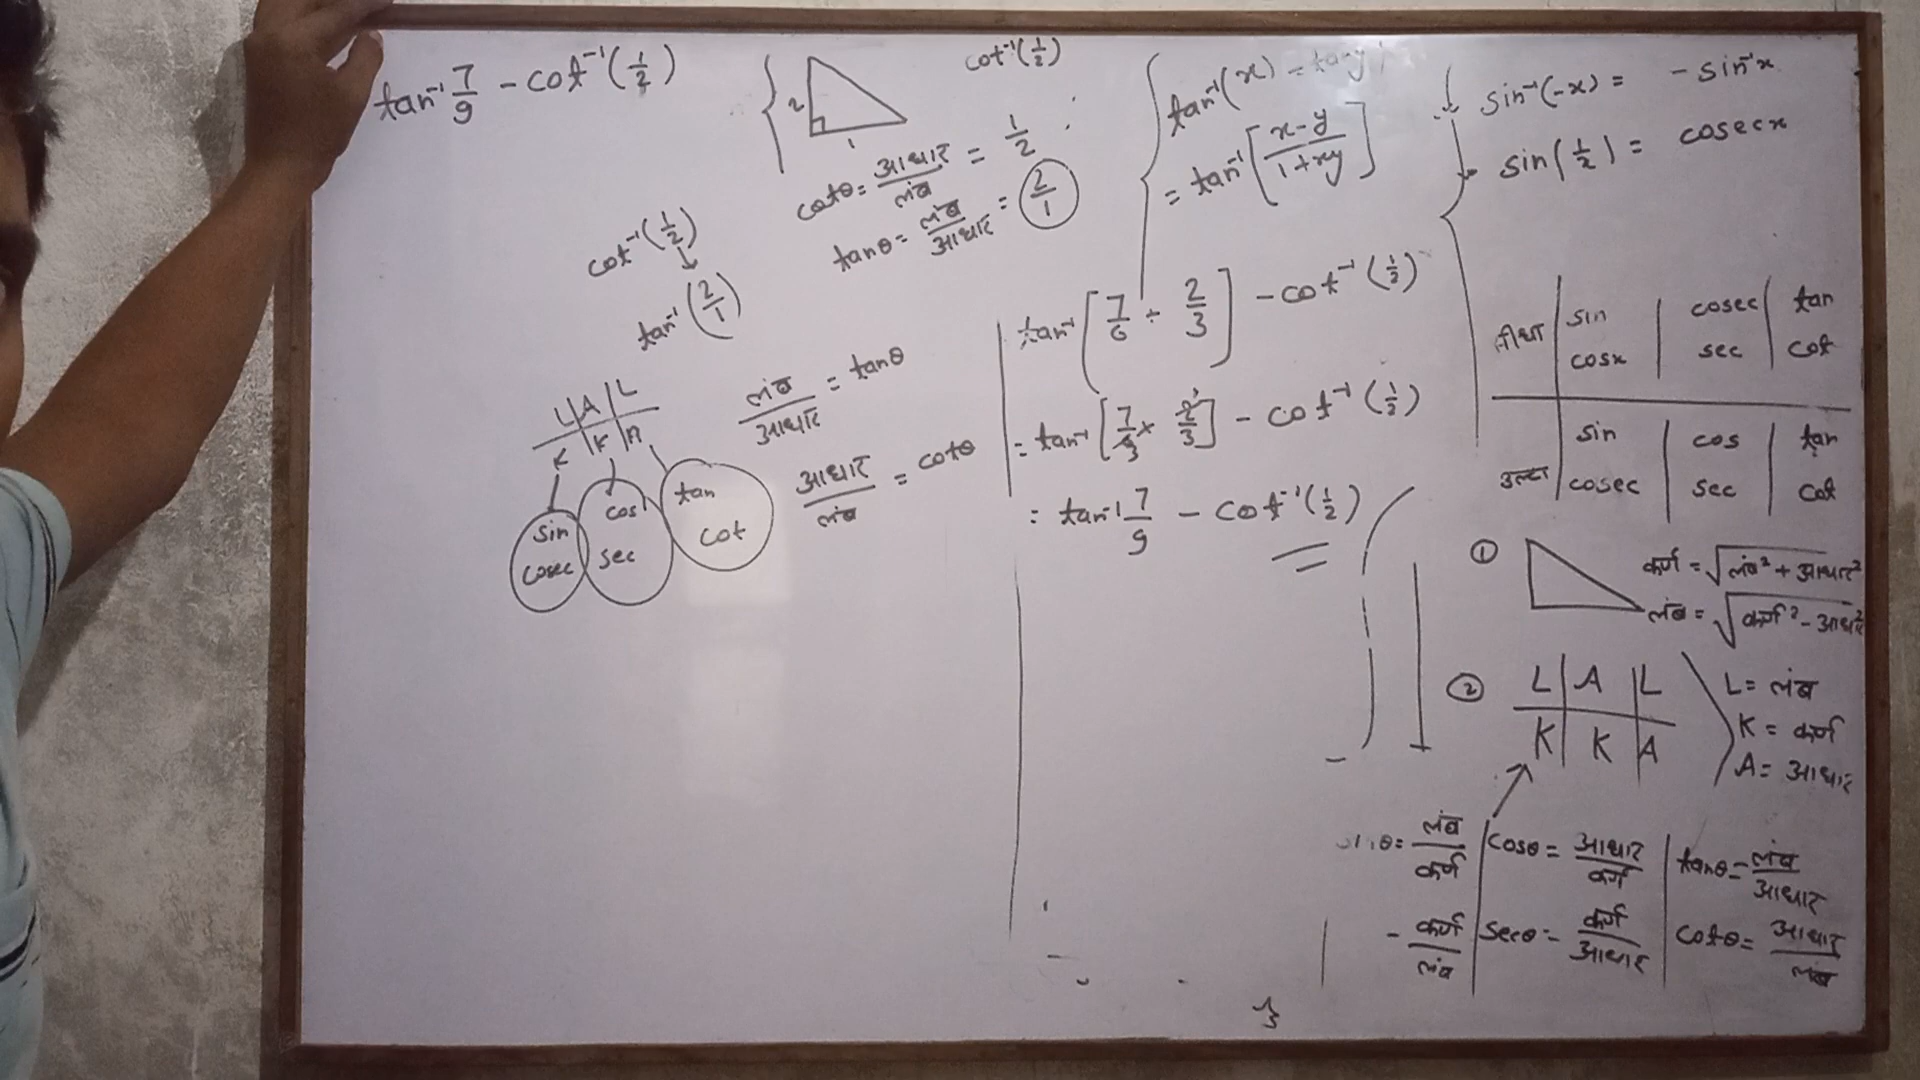 tan⁻¹ 7/9 - cot⁻¹(1/2)
2
1
cot⁻¹(1/2)
cotθ = आधार/लंब = 1/2
tanθ = लंब/आधार = 2/1
cot⁻¹(1/2)
tan⁻¹(2/1)
L|A|L
K|K|A
sin
cosec
cos
sec
tan
cot
लंब/आधार = tanθ
आधार/लंब = cotθ
tan⁻¹(x) - tan y
= tan⁻¹[x-y/1+xy]
tan⁻¹[7/6 ÷ 2/3] - cot⁻¹(1/2)
= tan⁻¹[7/3 × 2/3] - cot⁻¹(1/2)
= tan⁻¹ 7/9 - cot⁻¹(1/2)
sin⁻¹(-x) = - sin⁻¹x
sin(1/x) = cosecx
sin | cosec | tan
cosx | sec | cot
उल्टा
sin | cos | tan
cosec | sec | cot
① कर्ण = √लंब² + आधार²
लंब = √कर्ण² - आधार²
② L|A|L
K|K|A
L = लंब
K = कर्ण
A = आधार
θ = लंब/कर्ण | cosθ = आधार/कर्ण | tanθ = लंब/आधार
- कर्ण/लंब | secθ = कर्ण/आधार | cotθ = आधार/लंब